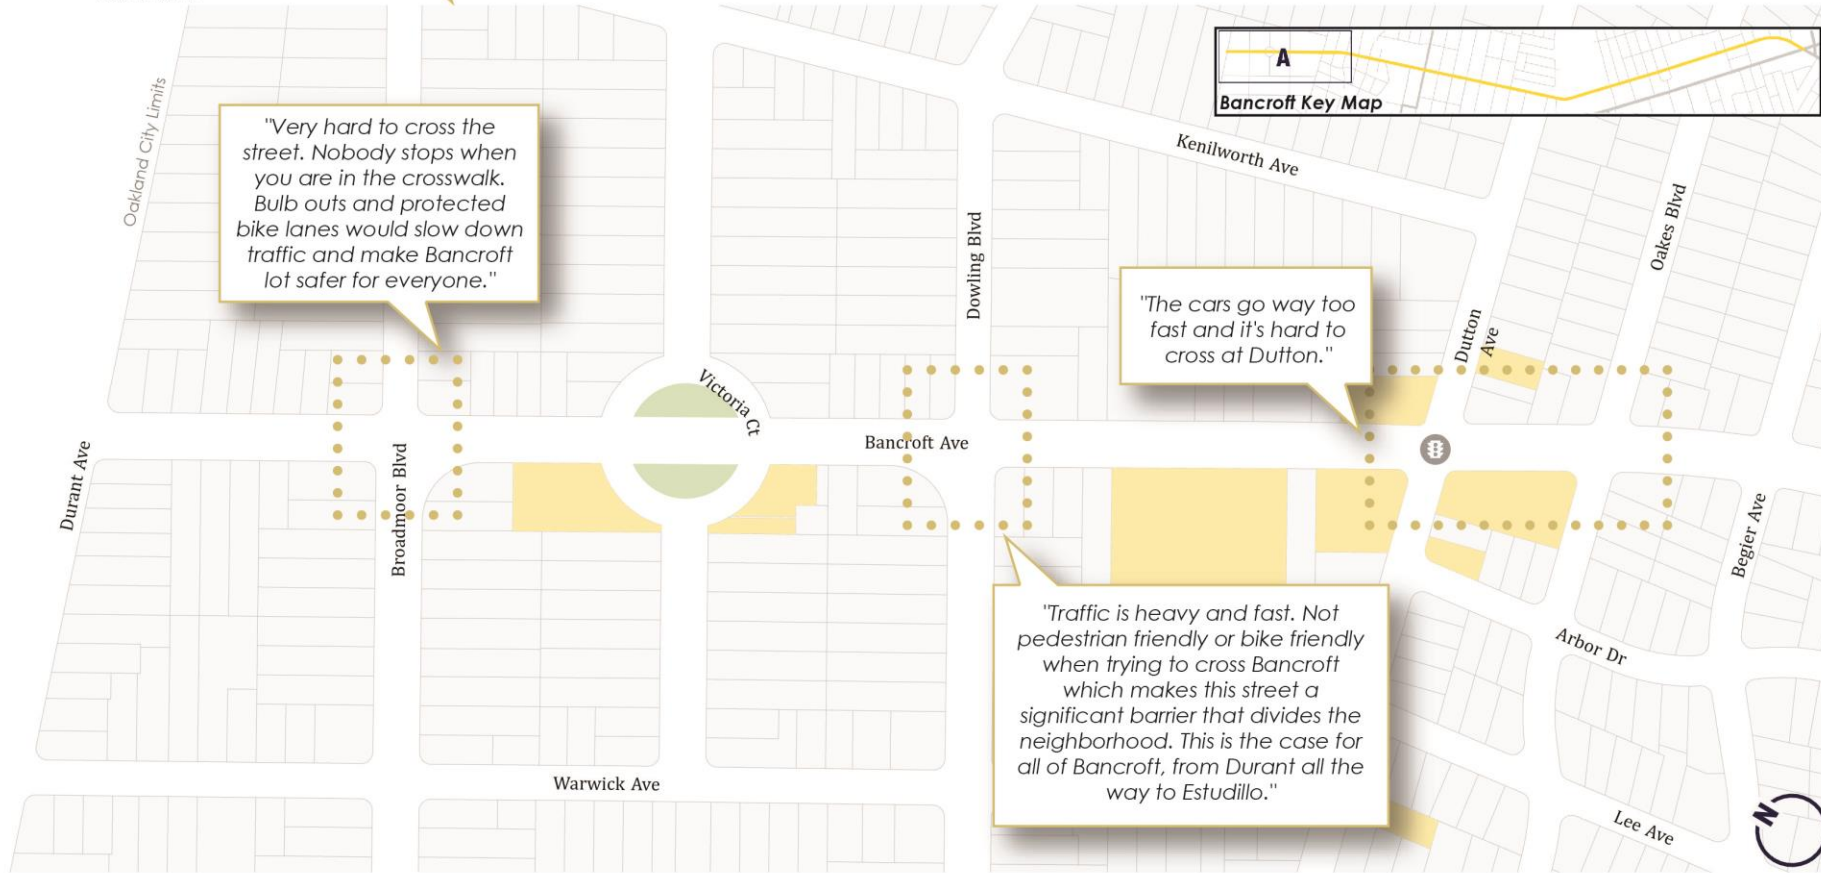 A
Bancroft Key Map
Oakland City Limits
"Very hard to cross the
street. Nobody stops when
you are in the crosswalk.
Bulb outs and protected
bike lanes would slow down
traffic and make Bancroft
lot safer for everyone."
Kenilworth Ave
Oakes Blvd
Dowling Blvd
"The cars go way too
fast and it's hard to
cross at Dutton."
Dutton
Ave
Victoria Ct
Bancroft Ave
Durant Ave
Broadmoor Blvd
Begier Ave
"Traffic is heavy and fast. Not
pedestrian friendly or bike friendly
when trying to cross Bancroft
which makes this street a
significant barrier that divides the
neighborhood. This is the case for
all of Bancroft, from Durant all the
way to Estudillo."
Arbor Dr
Warwick Ave
Lee Ave
N